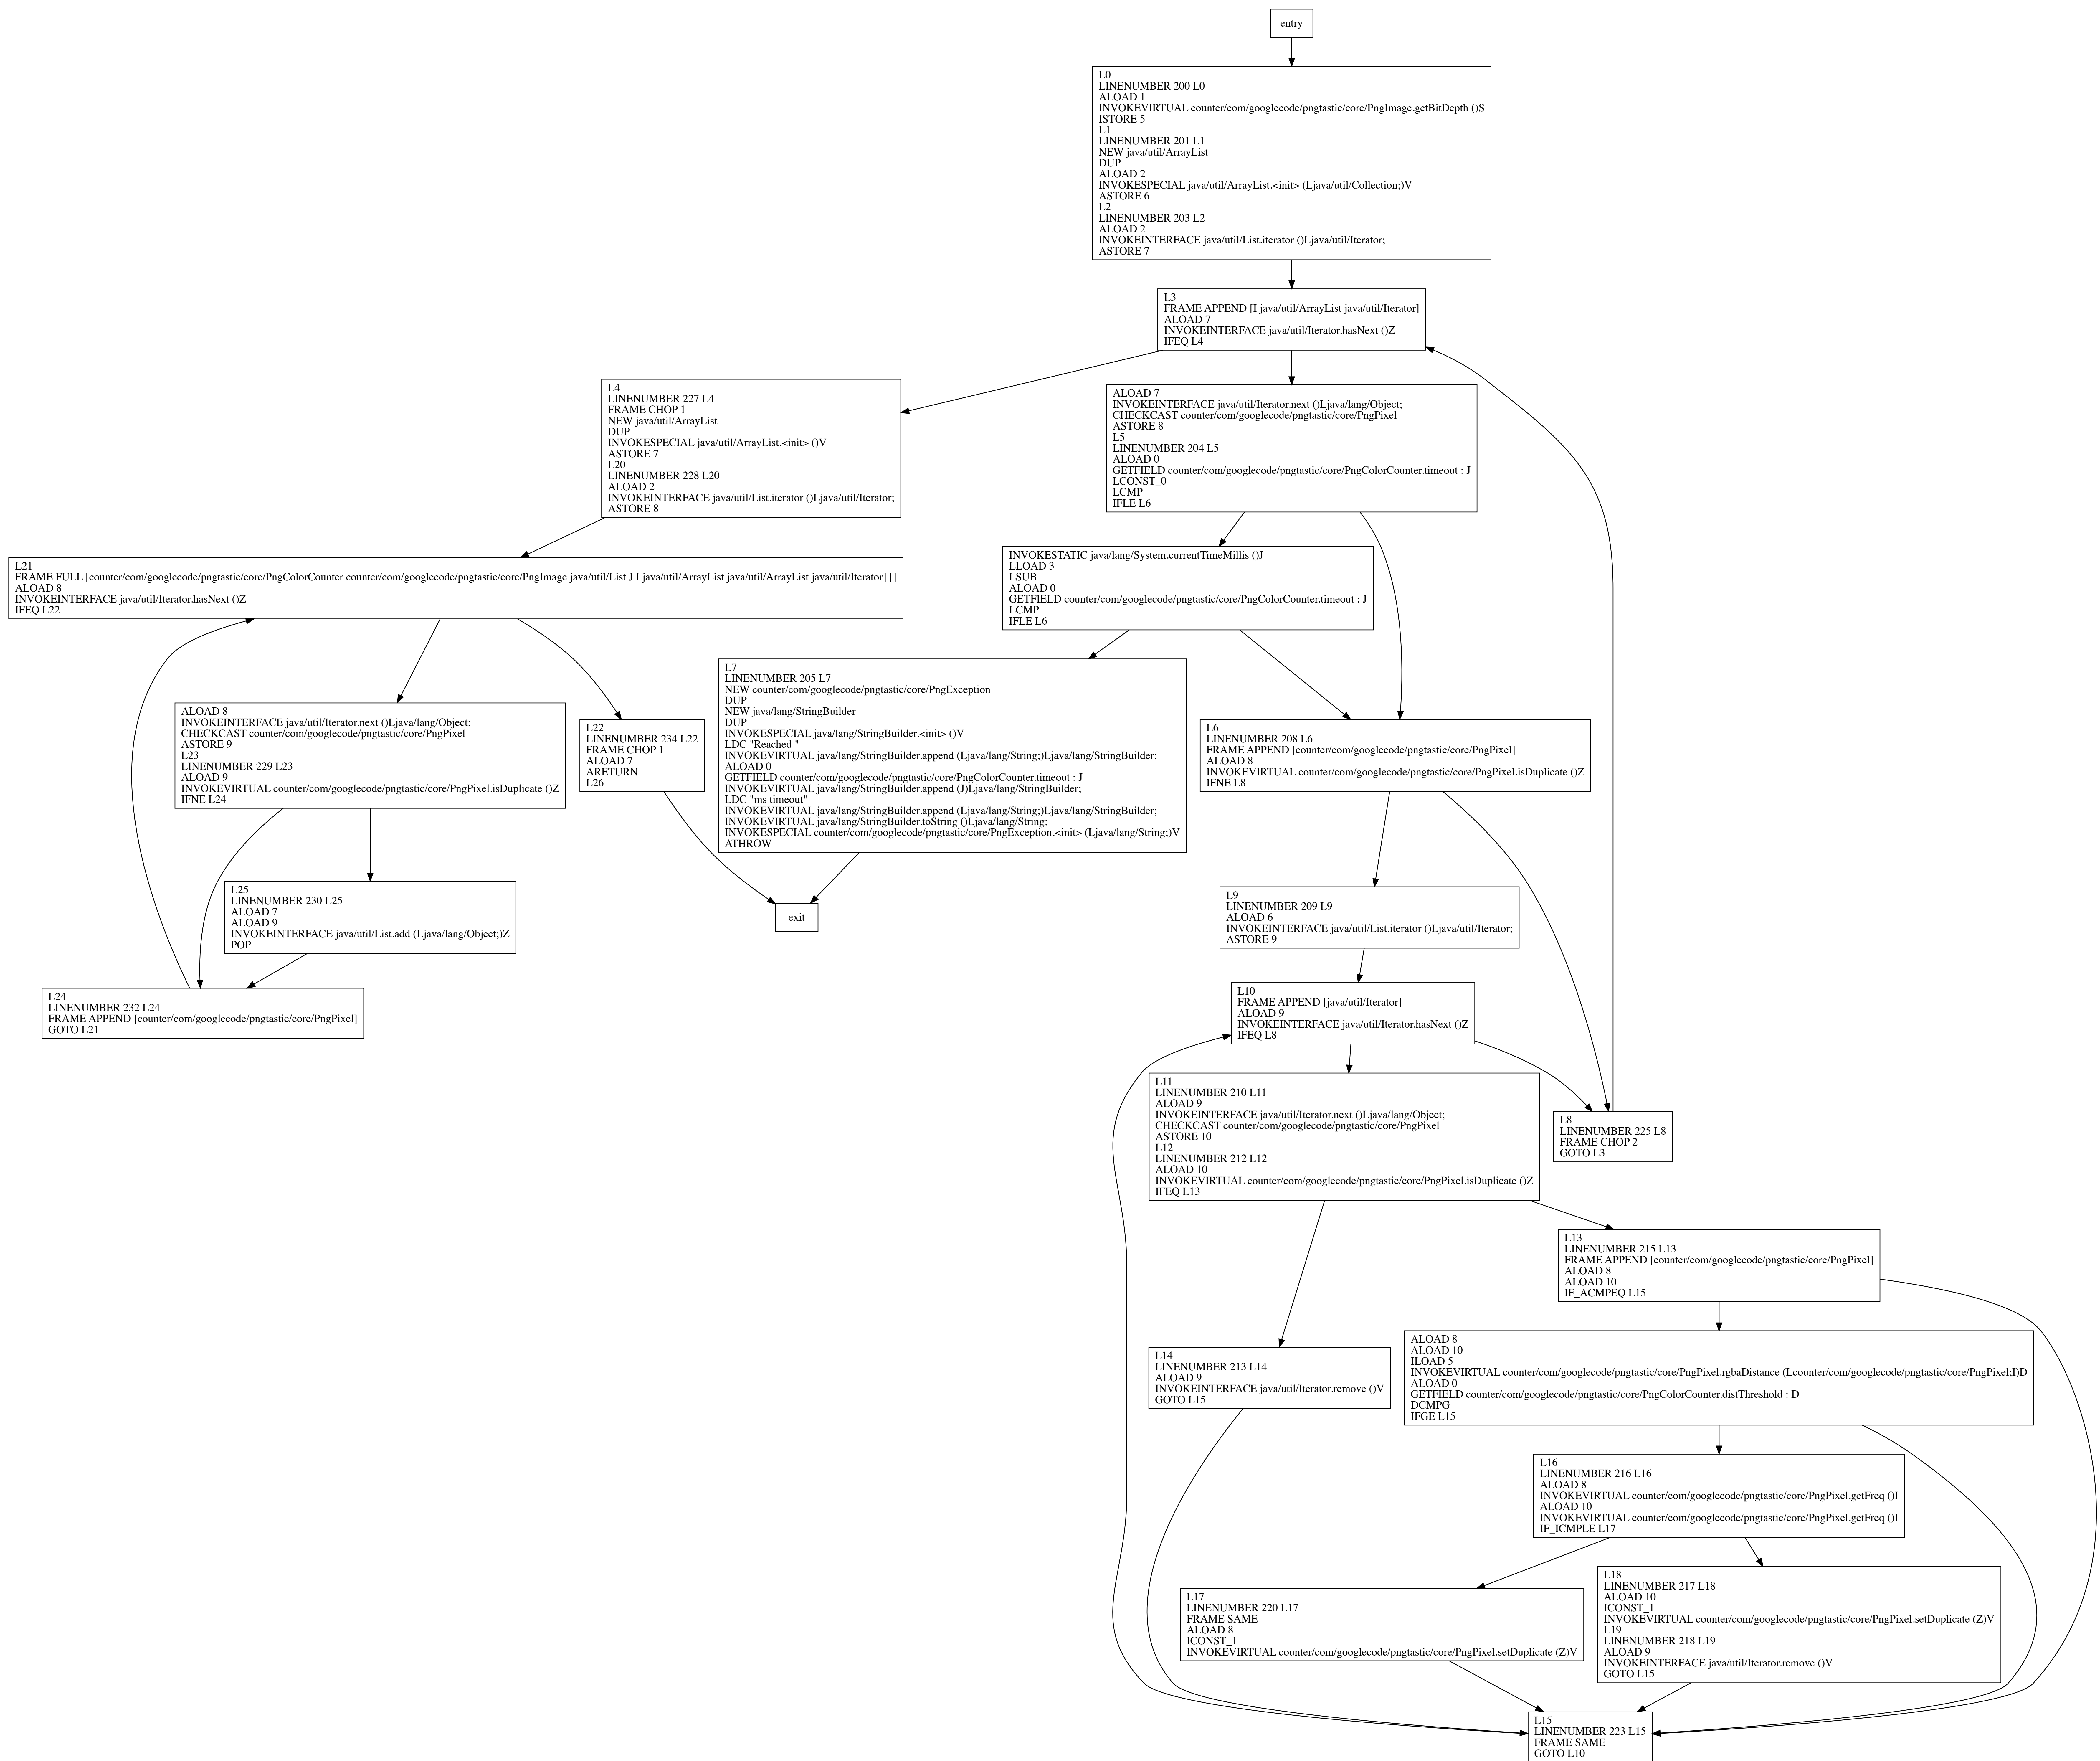 entry
L0
LINENUMBER 200 L0
ALOAD 1
INVOKEVIRTUAL counter/com/googlecode/pngtastic/core/PngImage.getBitDepth ()S
ISTORE 5
L1
LINENUMBER 201 L1
NEW java/util/ArrayList
DUP
ALOAD 2
INVOKESPECIAL java/util/ArrayList.<init> (Ljava/util/Collection;)V
ASTORE 6
L2
LINENUMBER 203 L2
ALOAD 2
INVOKEINTERFACE java/util/List.iterator ()Ljava/util/Iterator;
ASTORE 7
L3
FRAME APPEND [I java/util/ArrayList java/util/Iterator]
ALOAD 7
INVOKEINTERFACE java/util/Iterator.hasNext ()Z
IFEQ L4
L4
LINENUMBER 227 L4
FRAME CHOP 1
NEW java/util/ArrayList
DUP
INVOKESPECIAL java/util/ArrayList.<init> ()V
ASTORE 7
L20
LINENUMBER 228 L20
ALOAD 2
INVOKEINTERFACE java/util/List.iterator ()Ljava/util/Iterator;
ASTORE 8
ALOAD 7
INVOKEINTERFACE java/util/Iterator.next ()Ljava/lang/Object;
CHECKCAST counter/com/googlecode/pngtastic/core/PngPixel
ASTORE 8
L5
LINENUMBER 204 L5
ALOAD 0
GETFIELD counter/com/googlecode/pngtastic/core/PngColorCounter.timeout : J
LCONST_0
LCMP
IFLE L6
L21
FRAME FULL [counter/com/googlecode/pngtastic/core/PngColorCounter counter/com/googlecode/pngtastic/core/PngImage java/util/List J I java/util/ArrayList java/util/ArrayList java/util/Iterator] []
ALOAD 8
INVOKEINTERFACE java/util/Iterator.hasNext ()Z
IFEQ L22
INVOKESTATIC java/lang/System.currentTimeMillis ()J
LLOAD 3
LSUB
ALOAD 0
GETFIELD counter/com/googlecode/pngtastic/core/PngColorCounter.timeout : J
LCMP
IFLE L6
ALOAD 8
INVOKEINTERFACE java/util/Iterator.next ()Ljava/lang/Object;
CHECKCAST counter/com/googlecode/pngtastic/core/PngPixel
ASTORE 9
L23
LINENUMBER 229 L23
ALOAD 9
INVOKEVIRTUAL counter/com/googlecode/pngtastic/core/PngPixel.isDuplicate ()Z
IFNE L24
L22
LINENUMBER 234 L22
FRAME CHOP 1
ALOAD 7
ARETURN
L26
L7
LINENUMBER 205 L7
NEW counter/com/googlecode/pngtastic/core/PngException
DUP
NEW java/lang/StringBuilder
DUP
INVOKESPECIAL java/lang/StringBuilder.<init> ()V
LDC "Reached "
INVOKEVIRTUAL java/lang/StringBuilder.append (Ljava/lang/String;)Ljava/lang/StringBuilder;
ALOAD 0
GETFIELD counter/com/googlecode/pngtastic/core/PngColorCounter.timeout : J
INVOKEVIRTUAL java/lang/StringBuilder.append (J)Ljava/lang/StringBuilder;
LDC "ms timeout"
INVOKEVIRTUAL java/lang/StringBuilder.append (Ljava/lang/String;)Ljava/lang/StringBuilder;
INVOKEVIRTUAL java/lang/StringBuilder.toString ()Ljava/lang/String;
INVOKESPECIAL counter/com/googlecode/pngtastic/core/PngException.<init> (Ljava/lang/String;)V
ATHROW
L6
LINENUMBER 208 L6
FRAME APPEND [counter/com/googlecode/pngtastic/core/PngPixel]
ALOAD 8
INVOKEVIRTUAL counter/com/googlecode/pngtastic/core/PngPixel.isDuplicate ()Z
IFNE L8
L25
LINENUMBER 230 L25
ALOAD 7
ALOAD 9
INVOKEINTERFACE java/util/List.add (Ljava/lang/Object;)Z
POP
exit
L9
LINENUMBER 209 L9
ALOAD 6
INVOKEINTERFACE java/util/List.iterator ()Ljava/util/Iterator;
ASTORE 9
L24
LINENUMBER 232 L24
FRAME APPEND [counter/com/googlecode/pngtastic/core/PngPixel]
GOTO L21
L10
FRAME APPEND [java/util/Iterator]
ALOAD 9
INVOKEINTERFACE java/util/Iterator.hasNext ()Z
IFEQ L8
L11
LINENUMBER 210 L11
ALOAD 9
INVOKEINTERFACE java/util/Iterator.next ()Ljava/lang/Object;
CHECKCAST counter/com/googlecode/pngtastic/core/PngPixel
ASTORE 10
L12
LINENUMBER 212 L12
ALOAD 10
INVOKEVIRTUAL counter/com/googlecode/pngtastic/core/PngPixel.isDuplicate ()Z
IFEQ L13
L8
LINENUMBER 225 L8
FRAME CHOP 2
GOTO L3
L13
LINENUMBER 215 L13
FRAME APPEND [counter/com/googlecode/pngtastic/core/PngPixel]
ALOAD 8
ALOAD 10
IF_ACMPEQ L15
L14
LINENUMBER 213 L14
ALOAD 9
INVOKEINTERFACE java/util/Iterator.remove ()V
GOTO L15
ALOAD 8
ALOAD 10
ILOAD 5
INVOKEVIRTUAL counter/com/googlecode/pngtastic/core/PngPixel.rgbaDistance (Lcounter/com/googlecode/pngtastic/core/PngPixel;I)D
ALOAD 0
GETFIELD counter/com/googlecode/pngtastic/core/PngColorCounter.distThreshold : D
DCMPG
IFGE L15
L16
LINENUMBER 216 L16
ALOAD 8
INVOKEVIRTUAL counter/com/googlecode/pngtastic/core/PngPixel.getFreq ()I
ALOAD 10
INVOKEVIRTUAL counter/com/googlecode/pngtastic/core/PngPixel.getFreq ()I
IF_ICMPLE L17
L17
LINENUMBER 220 L17
FRAME SAME
ALOAD 8
ICONST_1
INVOKEVIRTUAL counter/com/googlecode/pngtastic/core/PngPixel.setDuplicate (Z)V
L18
LINENUMBER 217 L18
ALOAD 10
ICONST_1
INVOKEVIRTUAL counter/com/googlecode/pngtastic/core/PngPixel.setDuplicate (Z)V
L19
LINENUMBER 218 L19
ALOAD 9
INVOKEINTERFACE java/util/Iterator.remove ()V
GOTO L15
L15
LINENUMBER 223 L15
FRAME SAME
GOTO L10